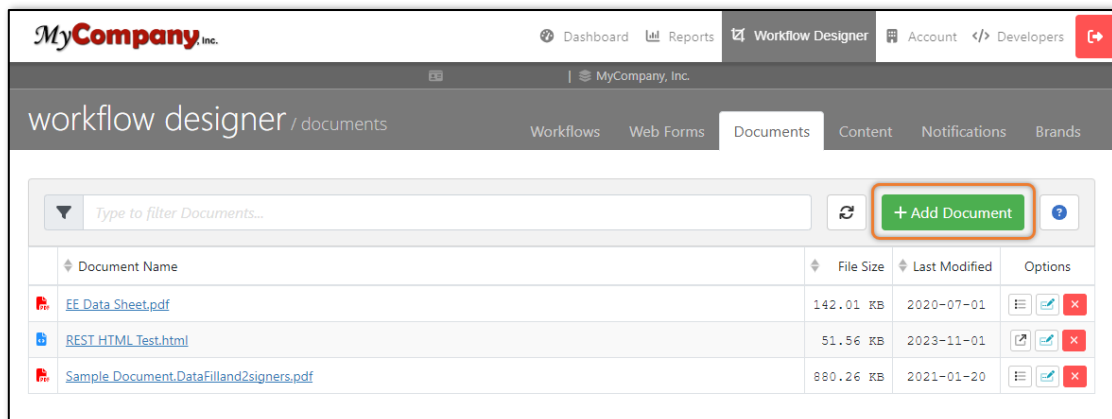 MyCompany, Inc.
Dashboard Reports Workflow Designer Account </> Developers
| MyCompany, Inc.
workflow designer / documents
Workflows Web Forms Documents Content Notifications Brands
Type to filter Documents...
+ Add Document ?
Document Name File Size Last Modified Options
EE Data Sheet.pdf 142.01 KB 2020-07-01
REST HTML Test.html 51.56 KB 2023-11-01
Sample Document.DataFilland2signers.pdf 880.26 KB 2021-01-20